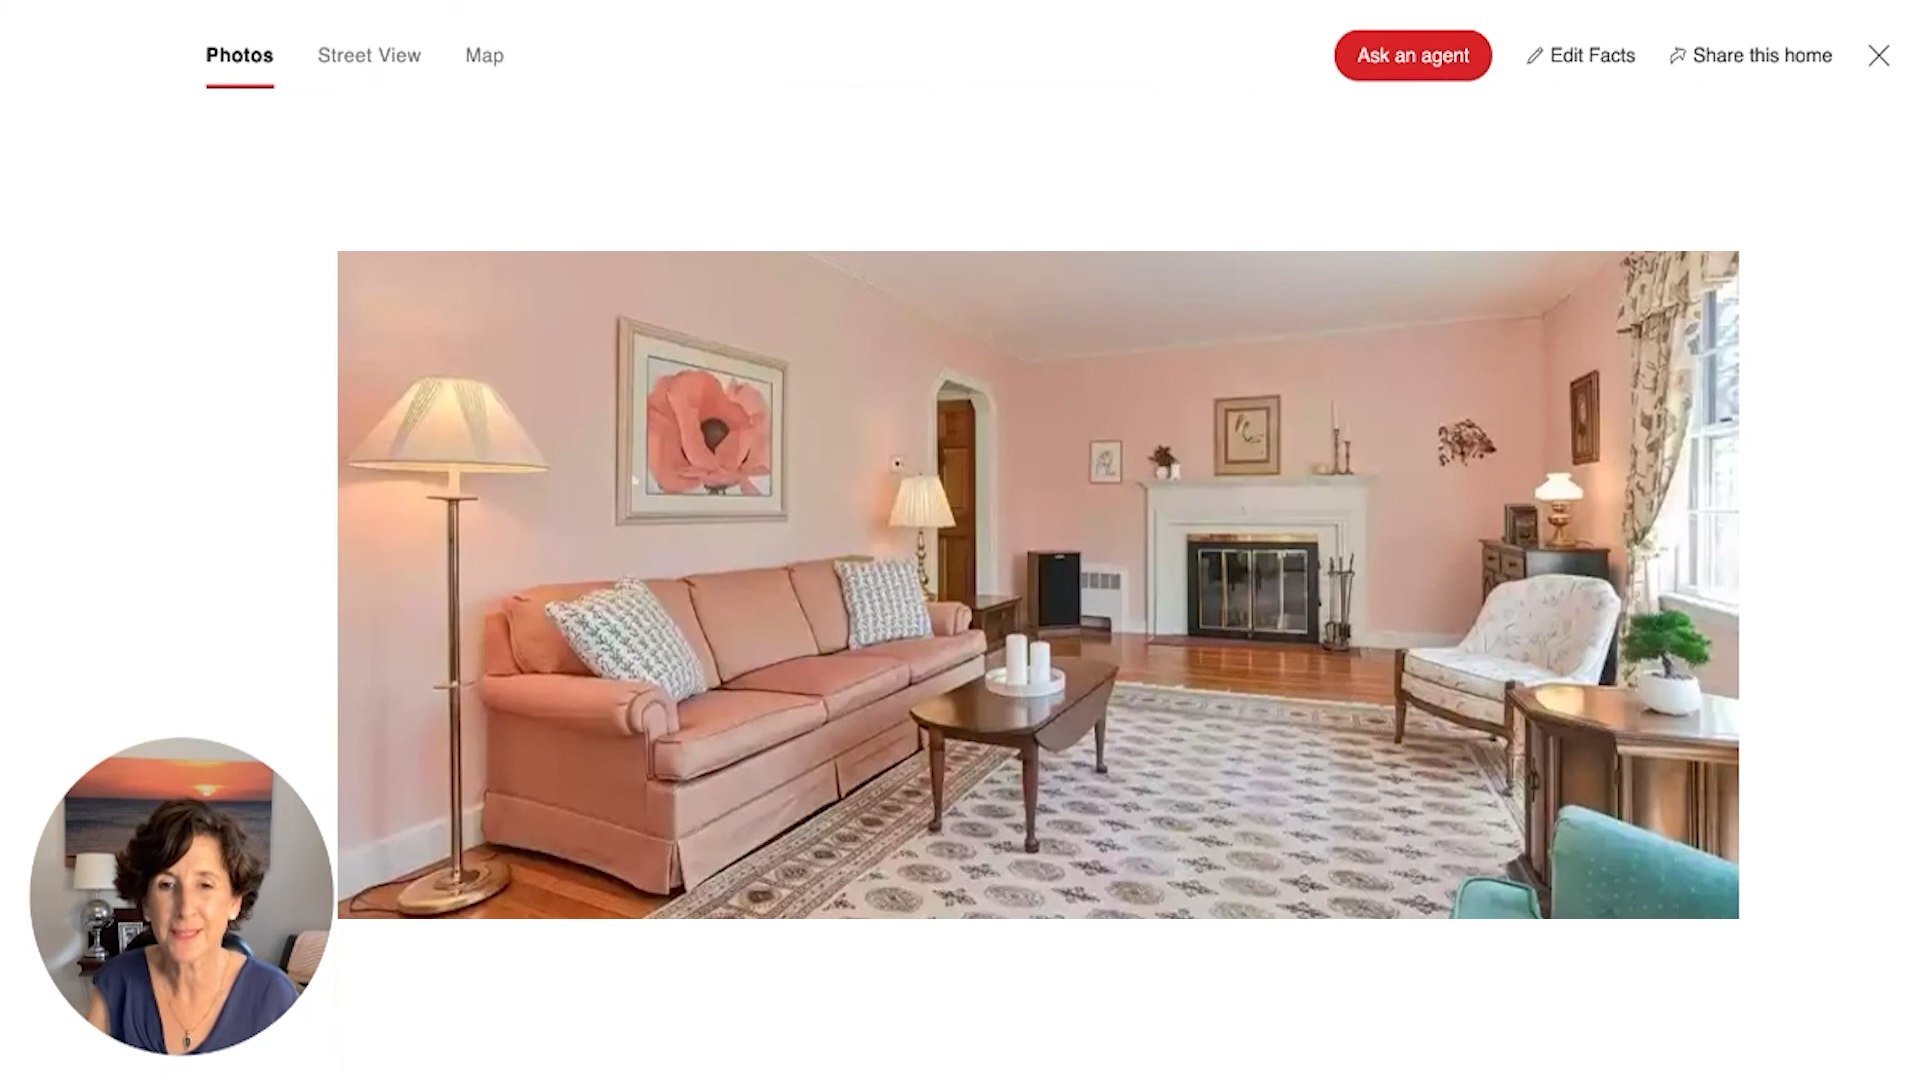 Photos
Street View
Map
Ask an agent
Edit Facts
Share this home